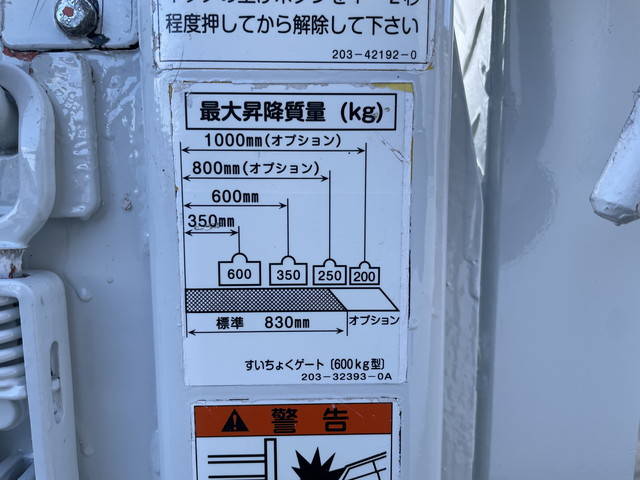 程度押してから解除して下さい
203-42192-0
最大昇降質量 (kg)
1000mm(オプション)
800mm(オプション)
600mm
350mm
600 350 250 200
標準 830mm オプション
すいちょくゲート〔600kg型〕
203-32393-0A
警告